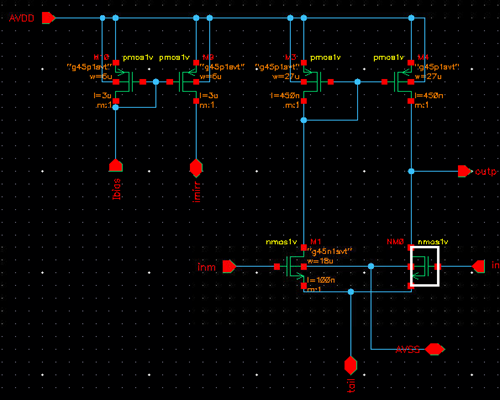 AVDD
M10 pmos1v
"g45p1svt"
w=6u
l=3u
m:1
pmos1v M9
"g45p1svt"
w=6u
l=3u
m:1
M3 pmos1v
"g45p1svt"
w=27u
l=450n
m:1
pmos1v M4
"g45p1svt"
w=27u
l=450n
m:1
ibias
imirr
outp
nmos1v M1
"g45n1svt"
w=18u
l=100n
m:1
NM0 nmos1v
inm
in
AVSS
tail